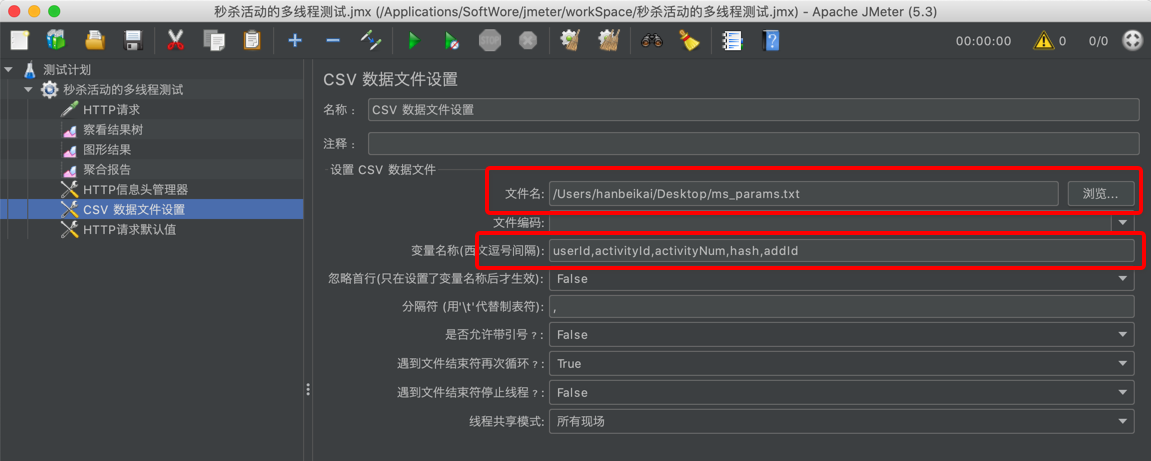 秒杀活动的多线程测试.jmx (/Applications/SoftWore/jmeter/workSpace/秒杀活动的多线程测试.jmx) - Apache JMeter (5.3)
STOP 00:00:00 0 0/0
测试计划
秒杀活动的多线程测试
HTTP请求
察看结果树
图形结果
聚合报告
HTTP信息头管理器
CSV 数据文件设置
HTTP请求默认值
CSV 数据文件设置
名称： CSV 数据文件设置
注释：
设置 CSV 数据文件
文件名: /Users/hanbeikai/Desktop/ms_params.txt 浏览...
文件编码:
变量名称(西文逗号间隔): userId,activityId,activityNum,hash,addId
忽略首行(只在设置了变量名称后才生效): False
分隔符 (用'\t'代替制表符): ,
是否允许带引号？: False
遇到文件结束符再次循环？: True
遇到文件结束符停止线程？: False
线程共享模式: 所有现场